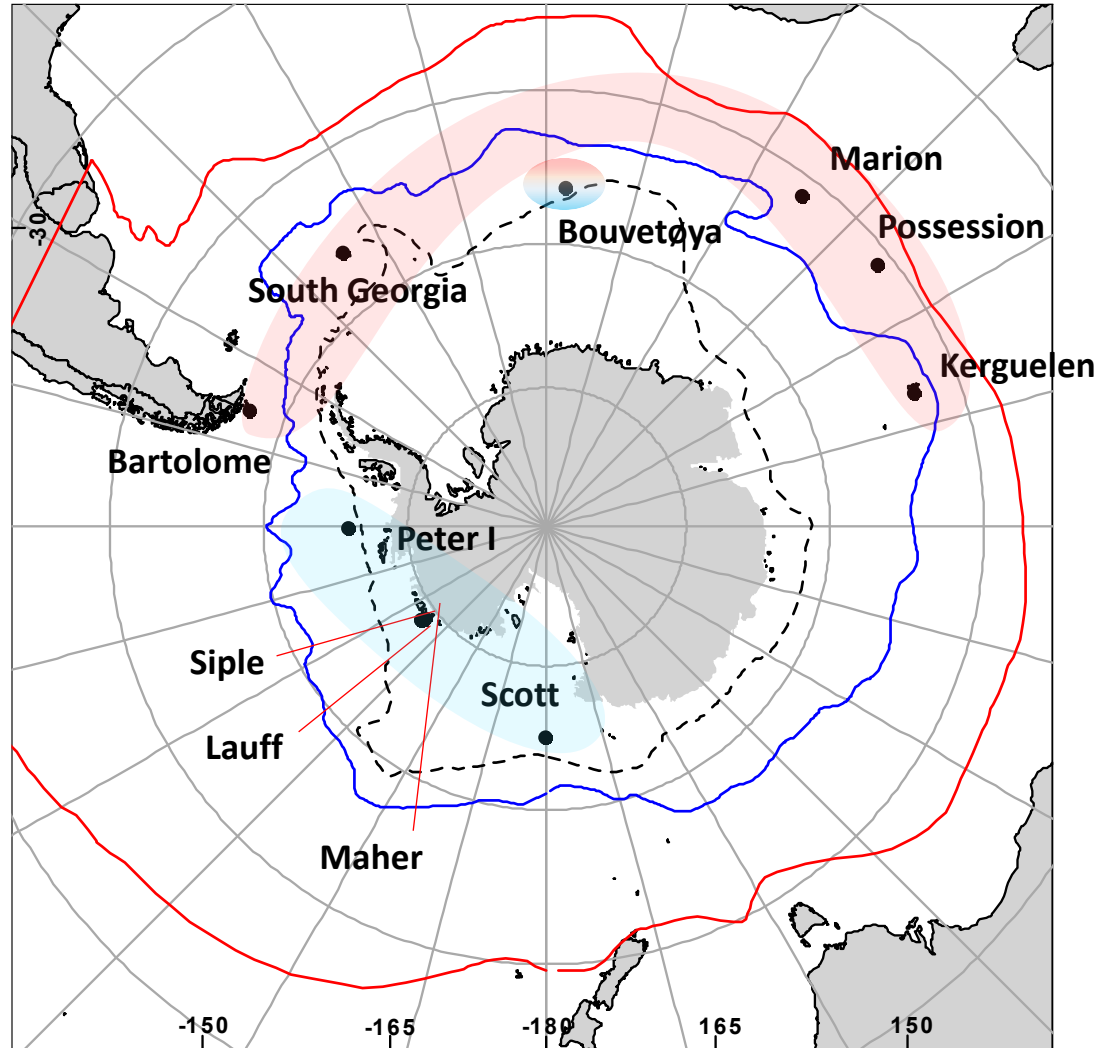 Marion
Possession
-30
Bouvetøya
South Georgia
Kerguelen
Bartolome
Peter I
Siple
Scott
Lauff
Maher
-150
-165
-180
165
150